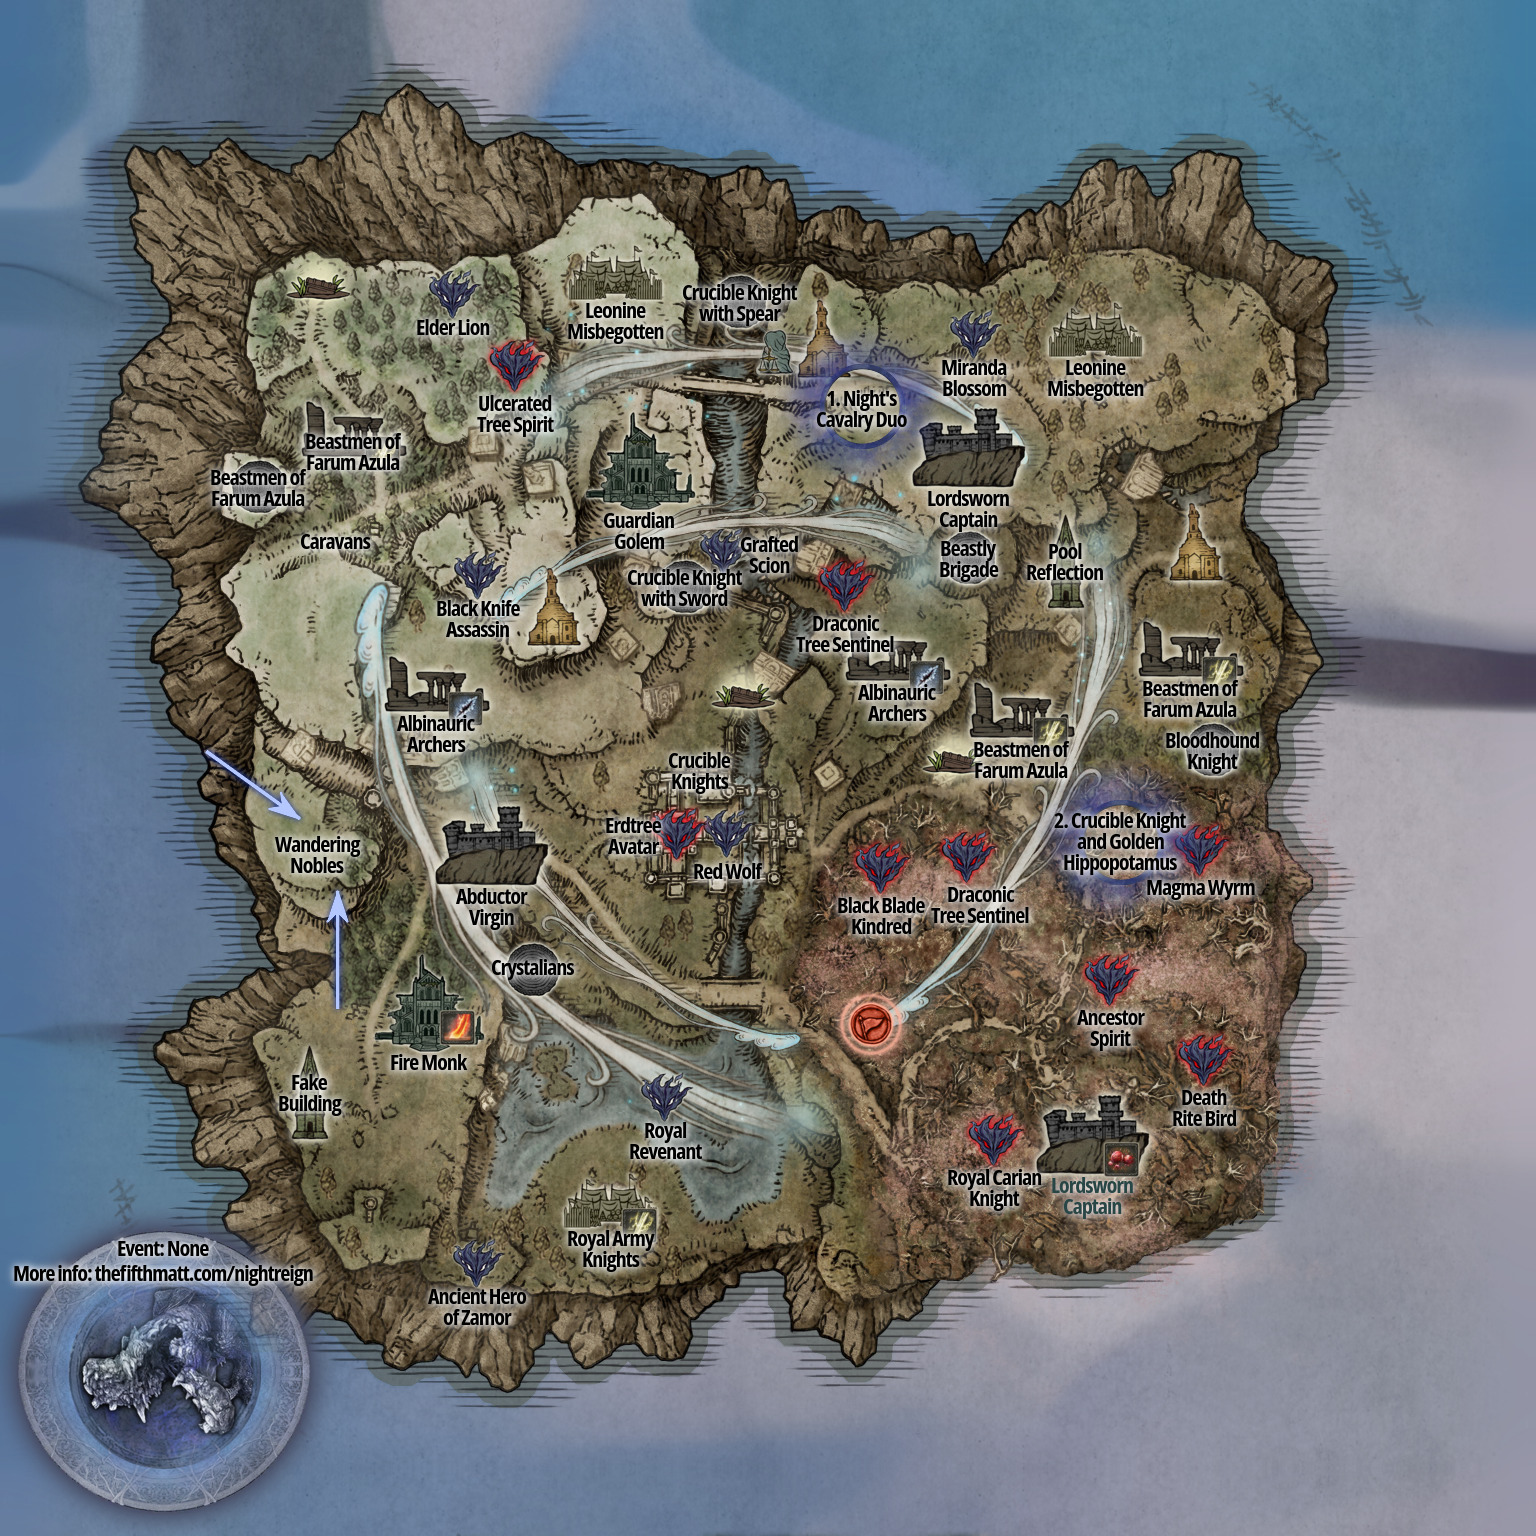 Elder Lion
Leonine
Misbegotten
Crucible Knight
with Spear
Miranda
Blossom
Leonine
Misbegotten
Ulcerated
Tree Spirit
1. Night's
Cavalry Duo
Beastmen of
Farum Azula
Beastmen of
Farum Azula
Lordsworn
Captain
Guardian
Golem
Caravans
Grafted
Scion
Beastly
Brigade
Pool
Reflection
Crucible Knight
with Sword
Black Knife
Assassin
Draconic
Tree Sentinel
Albinauric
Archers
Beastmen of
Farum Azula
Albinauric
Archers
Beastmen of
Farum Azula
Bloodhound
Knight
Crucible
Knights
Wandering
Nobles
Erdtree
Avatar
Red Wolf
2. Crucible Knight
and Golden
Hippopotamus
Magma Wyrm
Abductor
Virgin
Black Blade
Kindred
Draconic
Tree Sentinel
Crystalians
Ancestor
Spirit
Fire Monk
Fake
Building
Death
Rite Bird
Royal
Revenant
Royal Carian
Knight
Lordsworn
Captain
Royal Army
Knights
Ancient Hero
of Zamor
Event: None
More info: thefifthmatt.com/nightreign